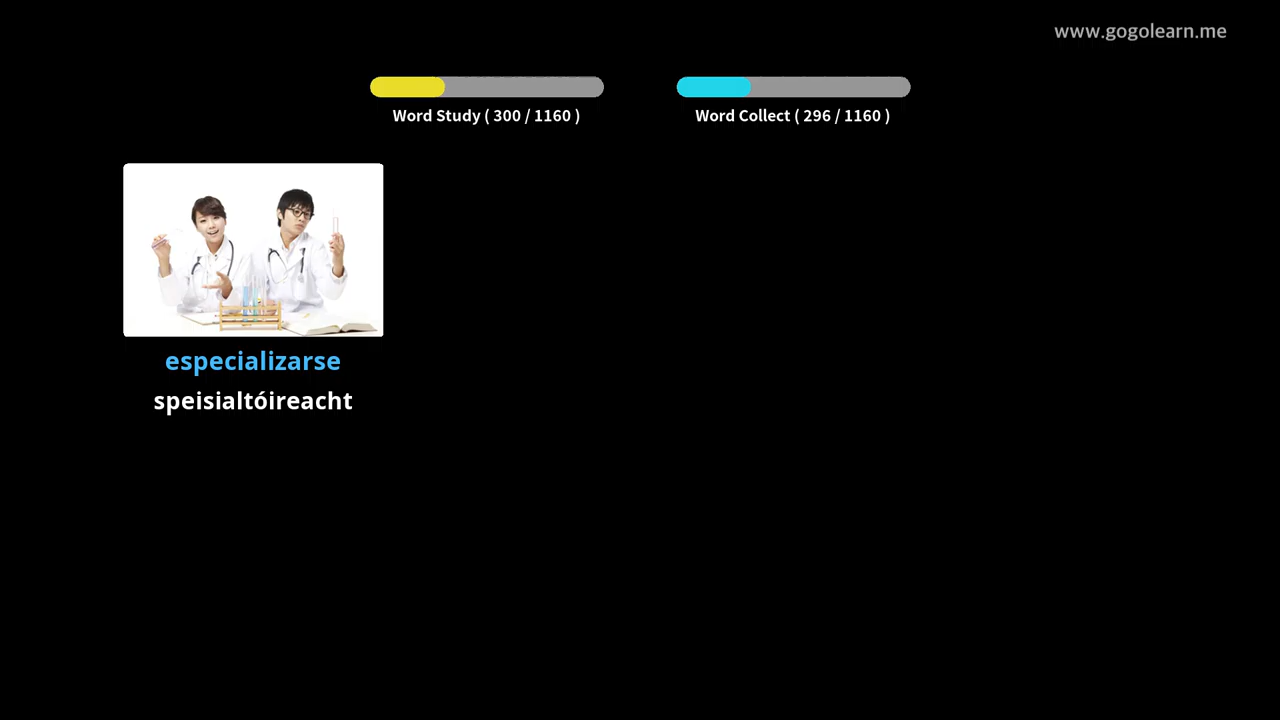 www.gogolearn.me
Word Study ( 300 / 1160 )
Word Collect ( 296 / 1160 )
especializarse
speisialtóireacht